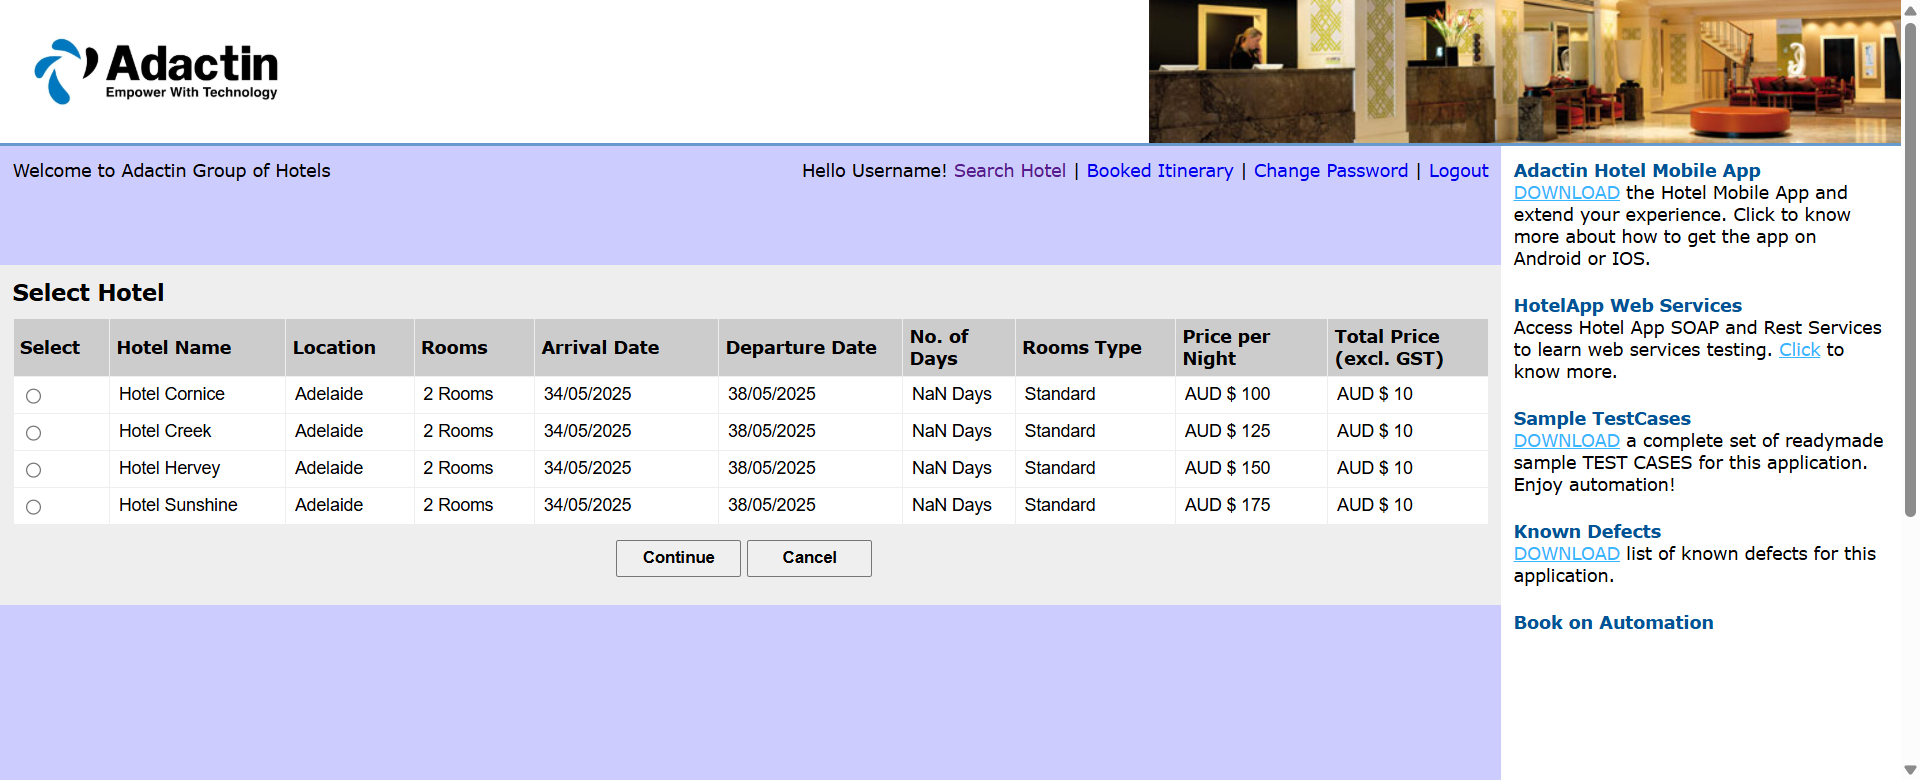 Adactin
Empower With Technology
Welcome to Adactin Group of Hotels
Hello Username! Search Hotel | Booked Itinerary | Change Password | Logout
Select Hotel
Select Hotel Name Location Rooms Arrival Date Departure Date No. of Days Rooms Type Price per Night Total Price (excl. GST)
Hotel Cornice Adelaide 2 Rooms 34/05/2025 38/05/2025 NaN Days Standard AUD $ 100 AUD $ 10
Hotel Creek Adelaide 2 Rooms 34/05/2025 38/05/2025 NaN Days Standard AUD $ 125 AUD $ 10
Hotel Hervey Adelaide 2 Rooms 34/05/2025 38/05/2025 NaN Days Standard AUD $ 150 AUD $ 10
Hotel Sunshine Adelaide 2 Rooms 34/05/2025 38/05/2025 NaN Days Standard AUD $ 175 AUD $ 10
Continue Cancel
Adactin Hotel Mobile App
DOWNLOAD the Hotel Mobile App and
extend your experience. Click to know
more about how to get the app on
Android or IOS.
HotelApp Web Services
Access Hotel App SOAP and Rest Services
to learn web services testing. Click to
know more.
Sample TestCases
DOWNLOAD a complete set of readymade
sample TEST CASES for this application.
Enjoy automation!
Known Defects
DOWNLOAD list of known defects for this
application.
Book on Automation